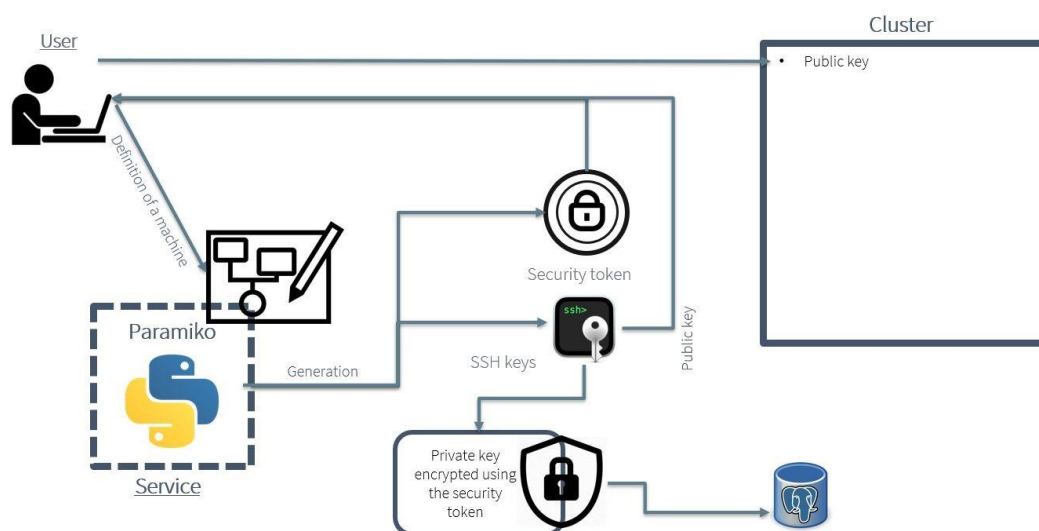 User
Cluster
• Public key
Definition of a machine
Security token
Paramiko
ssh>
Public key
SSH keys
Generation
Private key
encrypted using
the security
token
Service